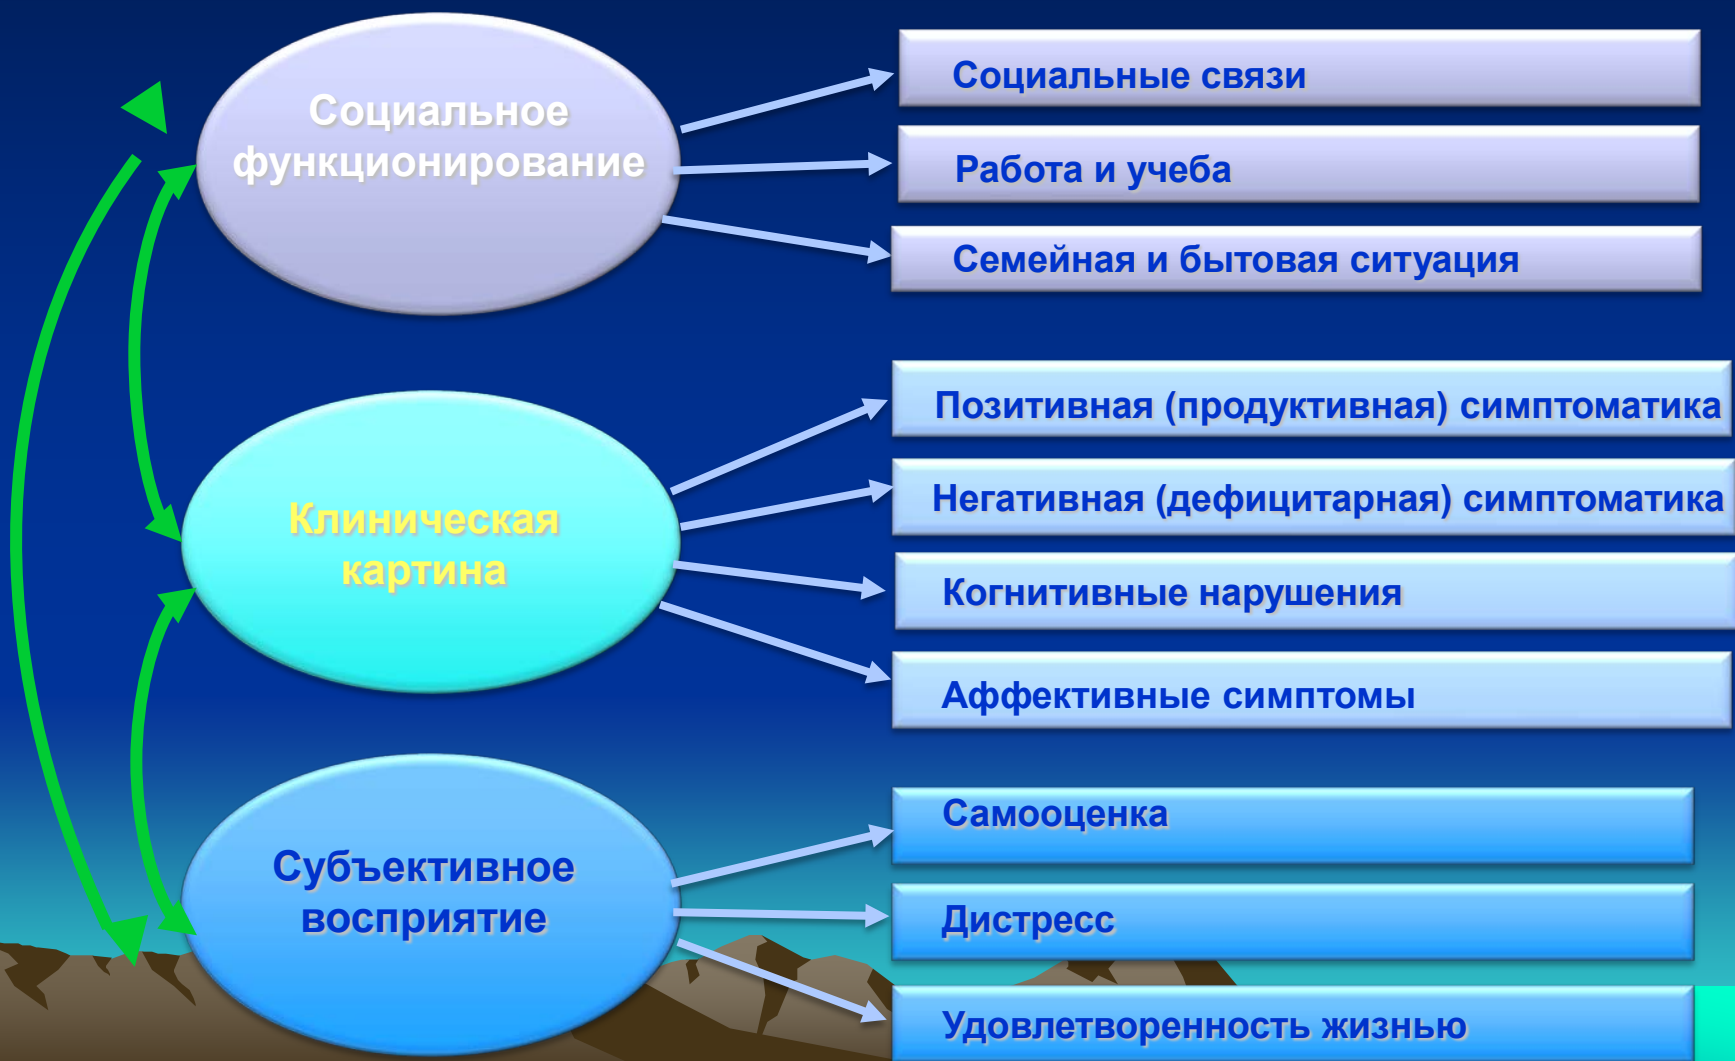 Социальное
функционирование
Социальные связи
Работа и учеба
Семейная и бытовая ситуация
Клиническая
картина
Позитивная (продуктивная) симптоматика
Негативная (дефицитарная) симптоматика
Когнитивные нарушения
Аффективные симптомы
Субъективное
восприятие
Самооценка
Дистресс
Удовлетворенность жизнью